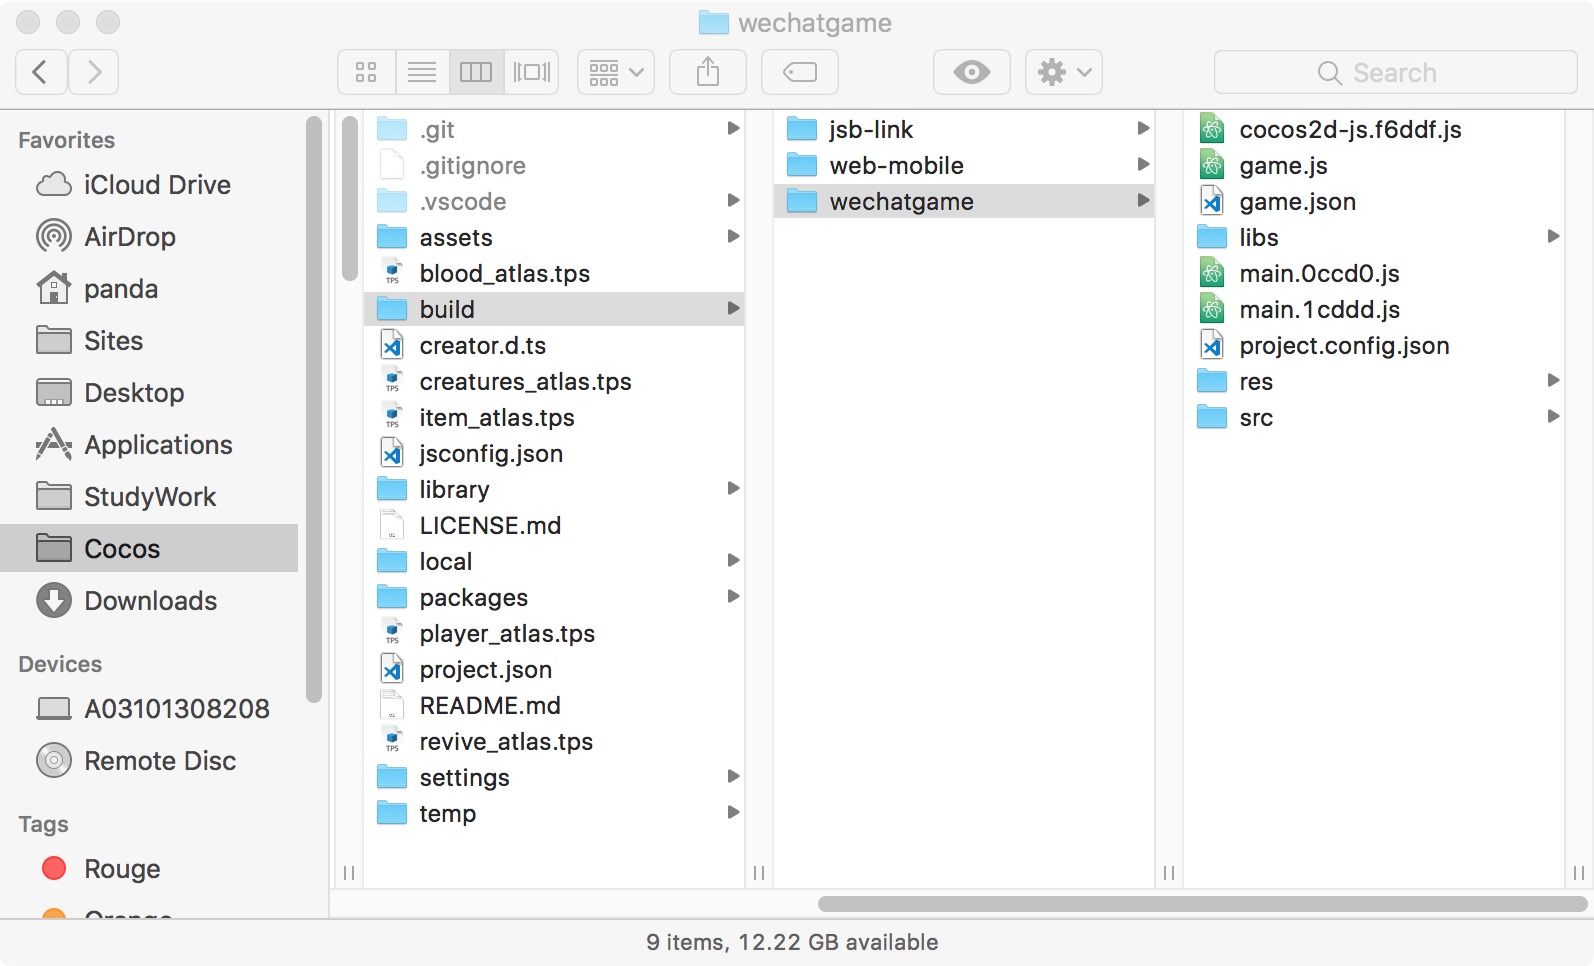 wechatgame
Search
Favorites
iCloud Drive
AirDrop
panda
Sites
Desktop
Applications
StudyWork
Cocos
Downloads
Devices
A03101308208
Remote Disc
Tags
Rouge
Orange
.git
.gitignore
.vscode
assets
blood_atlas.tps
build
creator.d.ts
creatures_atlas.tps
item_atlas.tps
jsconfig.json
library
LICENSE.md
local
packages
player_atlas.tps
project.json
README.md
revive_atlas.tps
settings
temp
jsb-link
web-mobile
wechatgame
cocos2d-js.f6ddf.js
game.js
game.json
libs
main.0ccd0.js
main.1cddd.js
project.config.json
res
src
9 items, 12.22 GB available